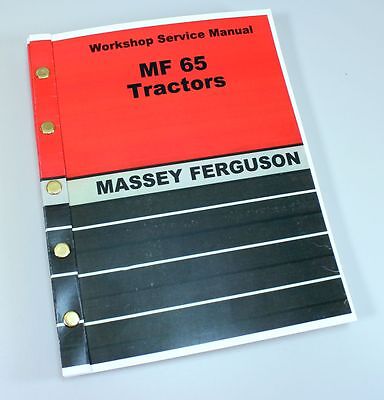 Workshop Service Manual
MF 65
Tractors
MASSEY FERGUSON